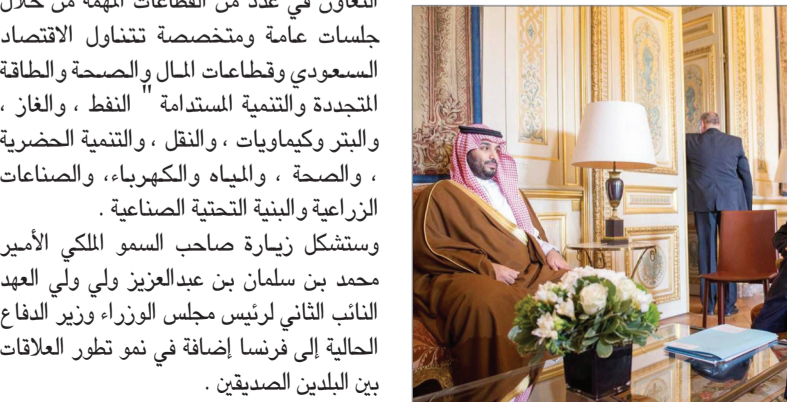 التعاون في عدد من القطاعات المهمة من خلال
جلسات عامة ومتخصصة تتناول الاقتصاد
السعودي وقطاعات المال والصحة والطاقة
المتجددة والتنمية المستدامة " النفط ، والغاز ،
والبتر وكيماويات ، والنقل ، والتنمية الحضرية
، والصحة ، والمياه والكهرباء، والصناعات
الزراعية والبنية التحتية الصناعية .
وستشكل زيارة صاحب السمو الملكي الأمير
محمد بن سلمان بن عبدالعزيز ولي ولي العهد
النائب الثاني لرئيس مجلس الوزراء وزير الدفاع
الحالية إلى فرنسا إضافة في نمو تطور العلاقات
بين البلدين الصديقين .